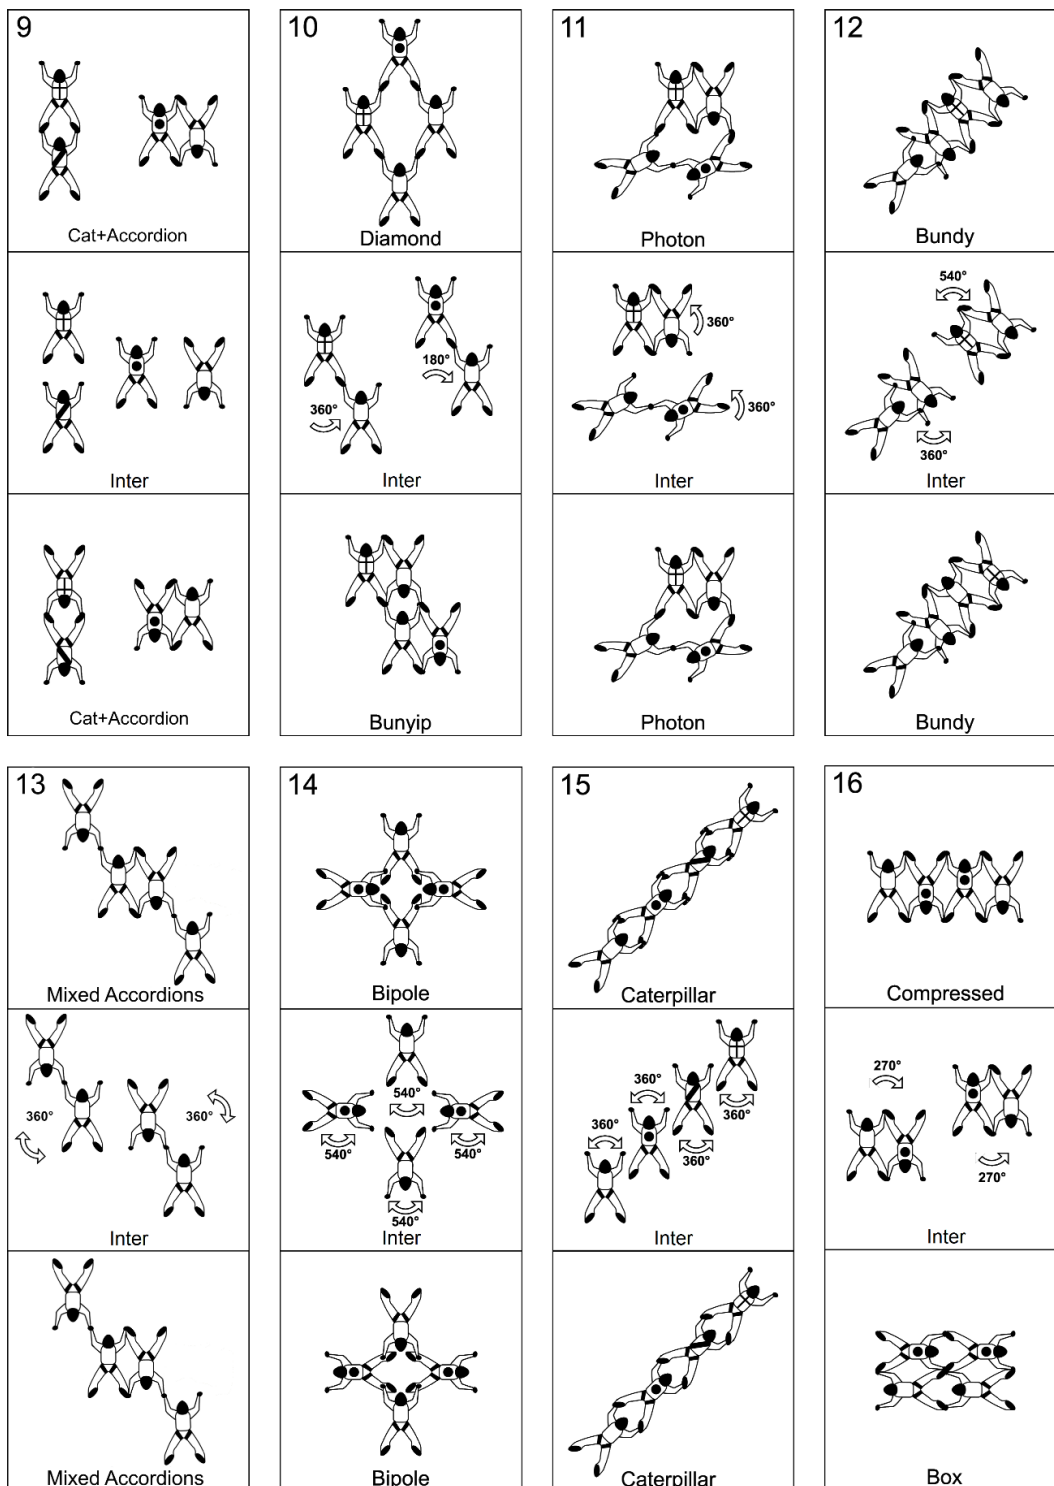 9
Cat+Accordion
Inter
Cat+Accordion
10
Diamond
180°
360°
Inter
Bunyip
11
Photon
360°
360°
Inter
Photon
12
Bundy
540°
360°
Inter
Bundy
13
Mixed Accordions
360°
360°
Inter
Mixed Accordions
14
Bipole
540°
540°
540°
540°
Inter
Bipole
15
Caterpillar
360°
360°
360°
360°
Inter
Caterpillar
16
Compressed
270°
270°
Inter
Box